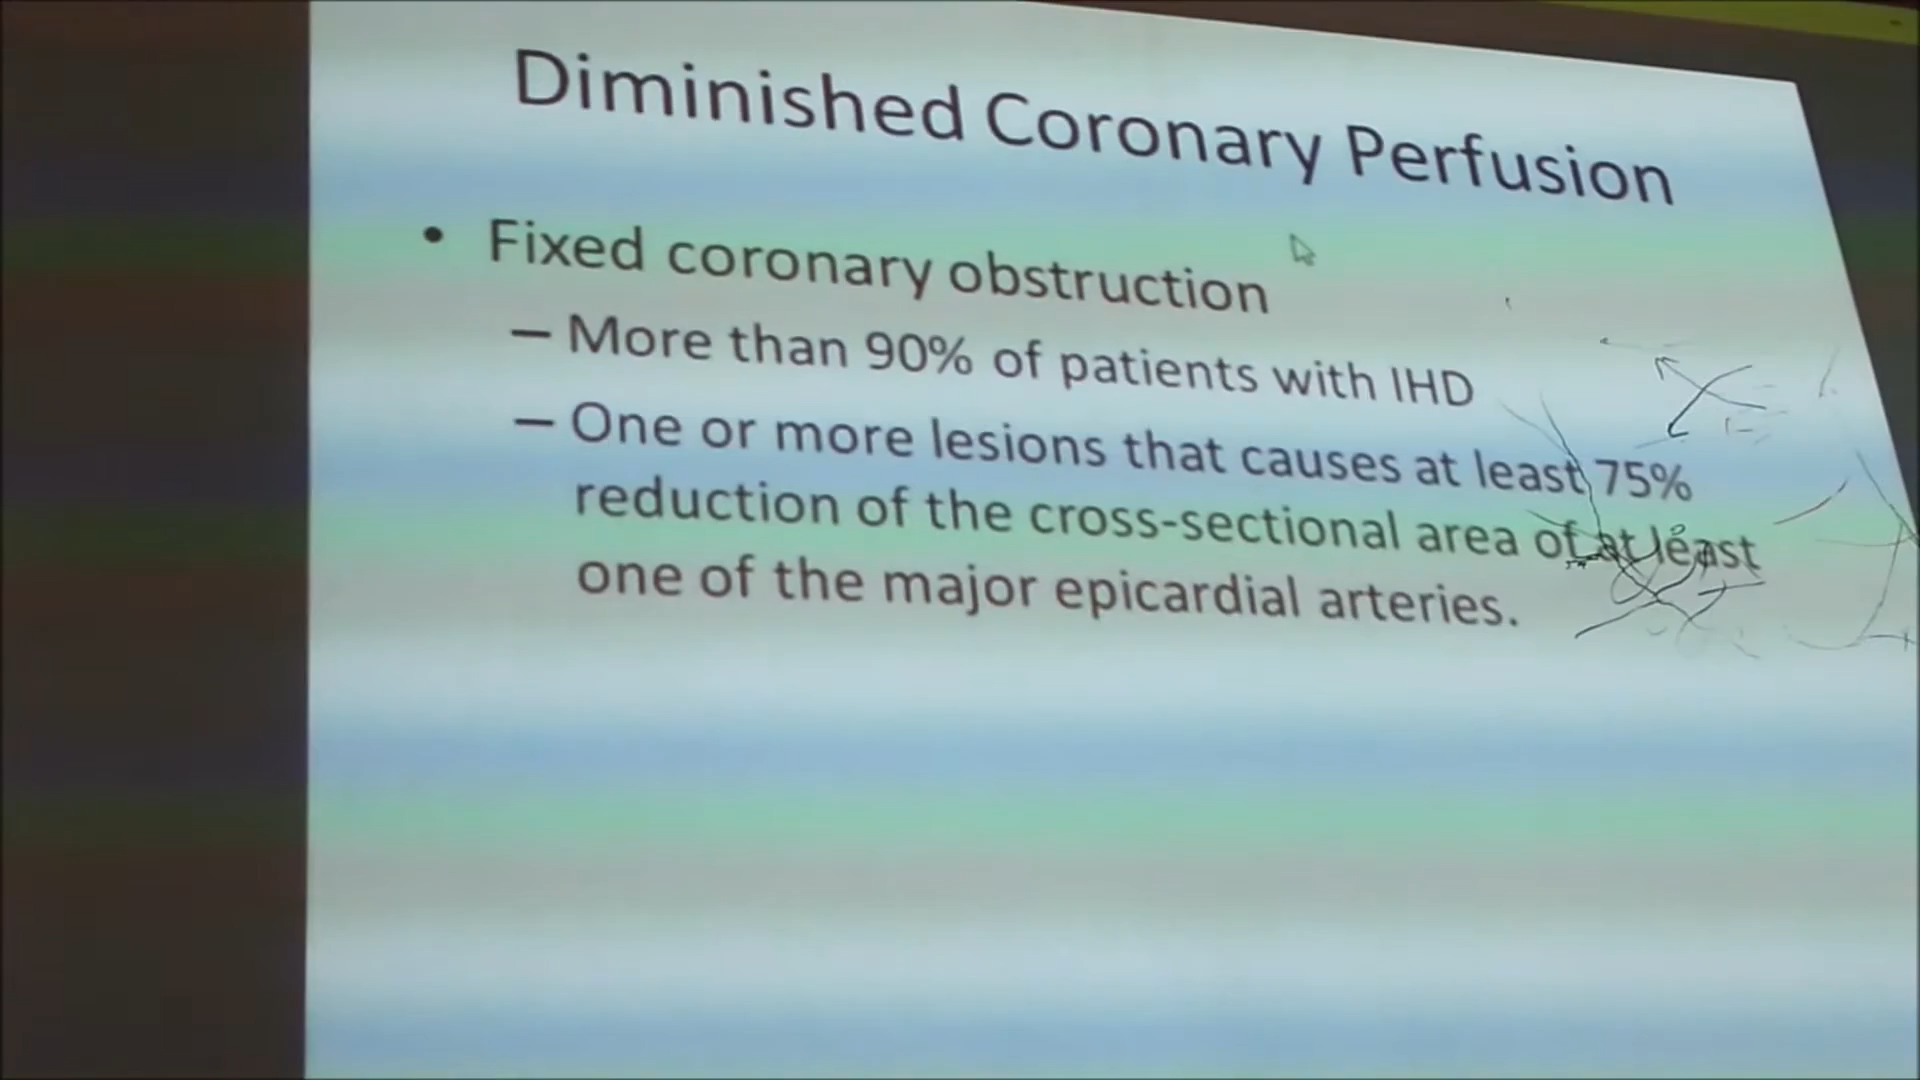 Diminished Coronary Perfusion
• Fixed coronary obstruction
– More than 90% of patients with IHD
– One or more lesions that causes at least 75%
reduction of the cross-sectional area of at least
one of the major epicardial arteries.